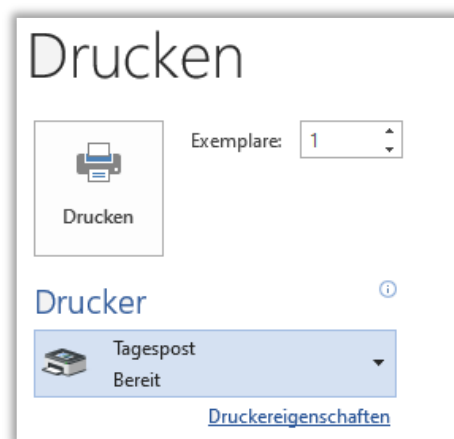 Drucken
Exemplare: 1
Drucken
Drucker
Tagespost
Bereit
Druckereigenschaften